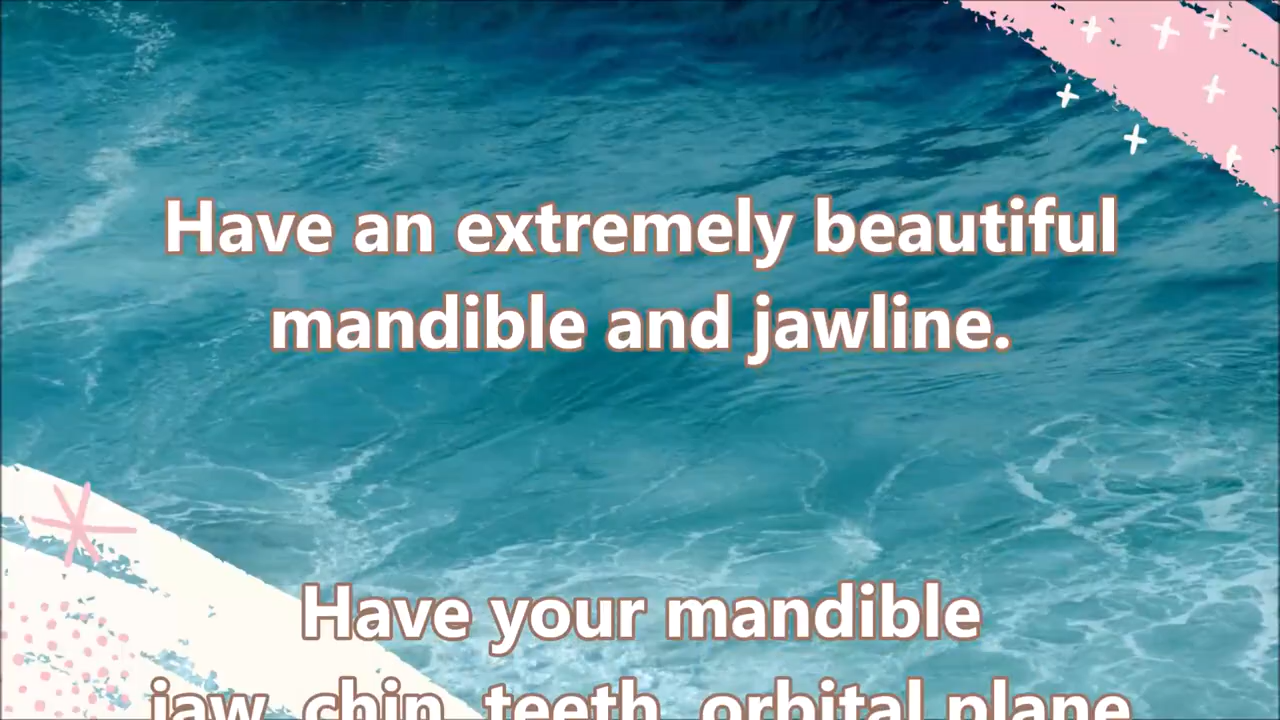 Have an extremely beautiful
mandible and jawline.
Have your mandible
jaw, chin, teeth, orbital plane